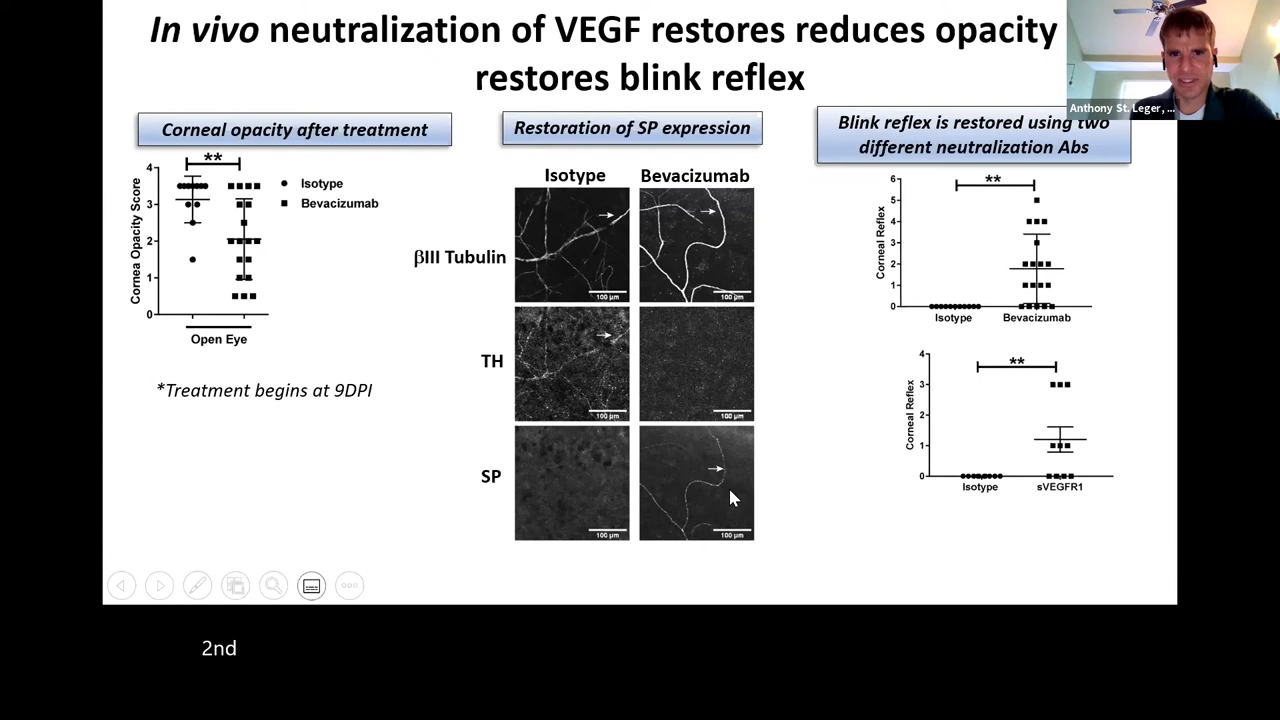 In vivo neutralization of VEGF restores reduces opacity
restores blink reflex
Anthony St. Leger, ...
Corneal opacity after treatment
Restoration of SP expression
Blink reflex is restored using two
different neutralization Abs
**
4
3
2
1
0
Cornea Opacity Score
Isotype
Bevacizumab
Open Eye
*Treatment begins at 9DPI
Isotype
Bevacizumab
βIII Tubulin
100 µm
100 µm
TH
100 µm
100 µm
SP
100 µm
100 µm
**
6
5
4
3
2
1
0
Corneal Reflex
Isotype
Bevacizumab
**
4
3
2
1
0
Corneal Reflex
Isotype
sVEGFR1
2nd